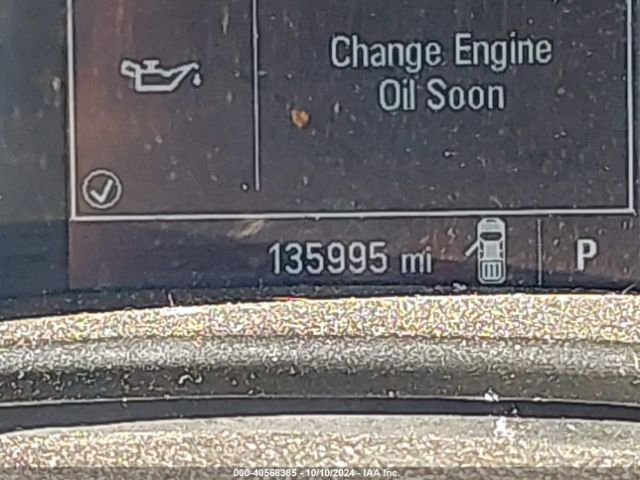 Change Engine
Oil Soon
135995 mi
P
000-40568385 - 10/10/2024 - IAA Inc.